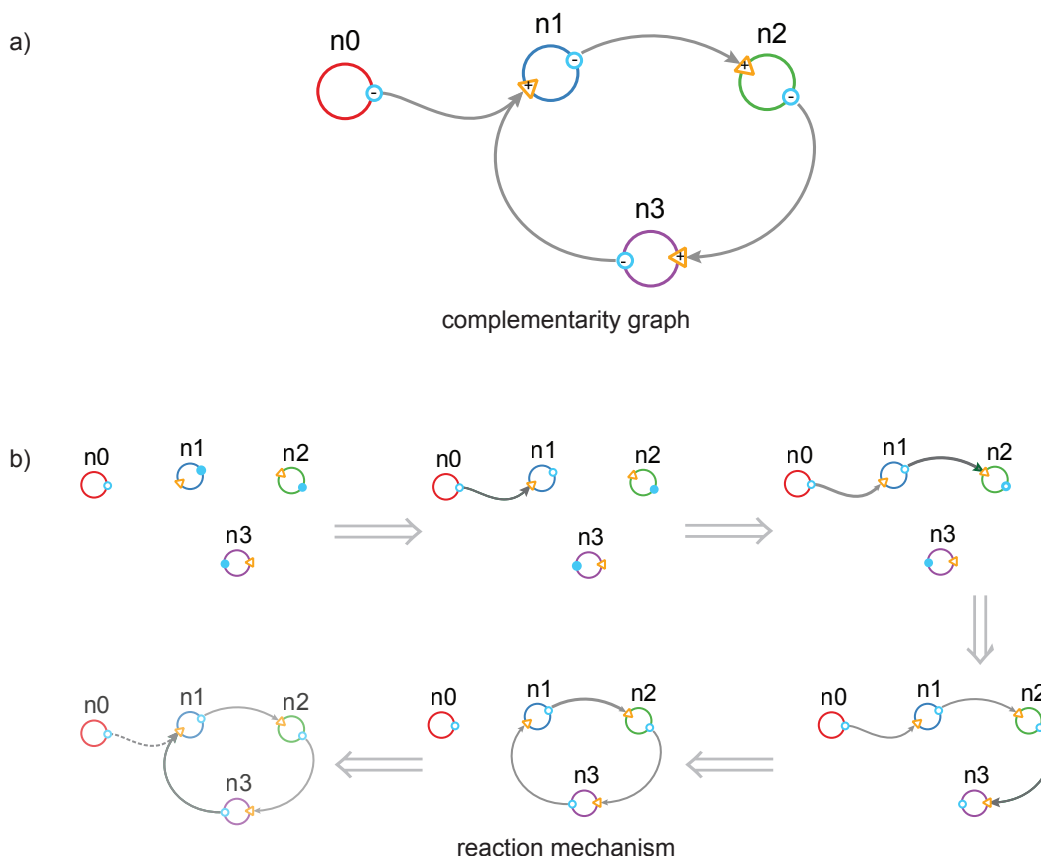 a)
n0
n1
n2
-
+
-
+
-
n3
-
+
complementarity graph
b)
n0
n1
n2
n3
n0
n1
n2
n3
n0
n1
n2
n3
n0
n1
n2
n3
n0
n1
n2
n3
n0
n1
n2
n3
reaction mechanism